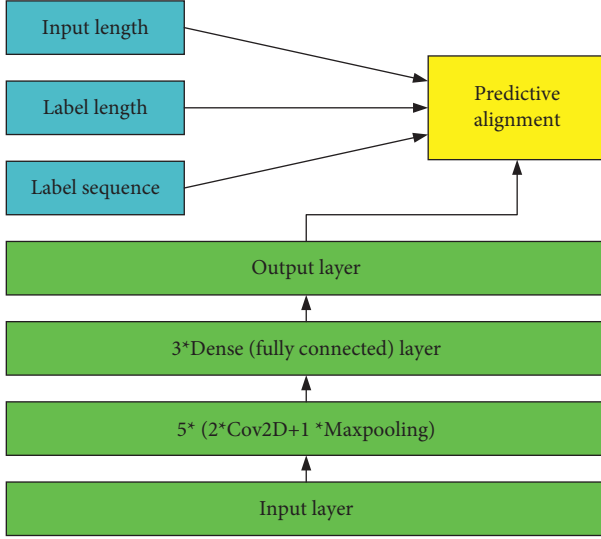 Input length
Label length
Label sequence
Predictive
alignment
Output layer
3*Dense (fully connected) layer
5* (2*Cov2D+1 *Maxpooling)
Input layer